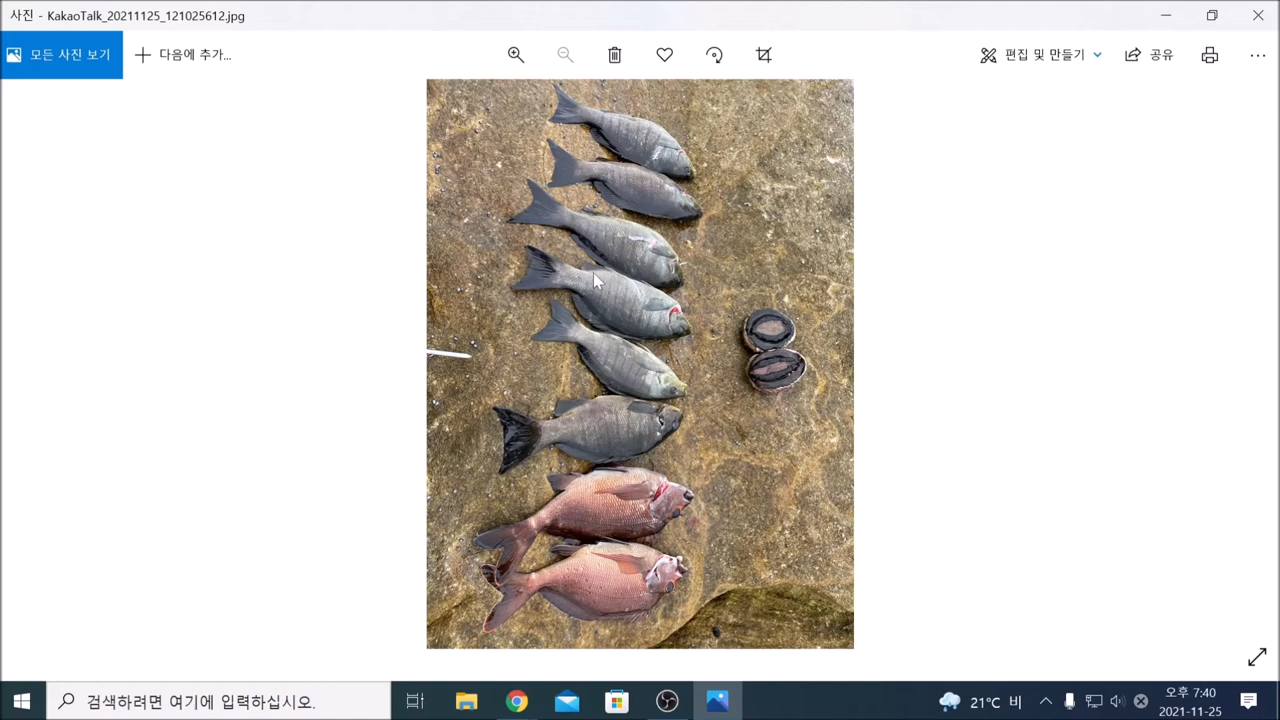 사진 - KakaoTalk_20211125_121025612.jpg
모든 사진 보기
다음에 추가...
편집 및 만들기
공유
검색하려면 여기에 입력하십시오.
21℃ 비
오후 7:40
2021-11-25